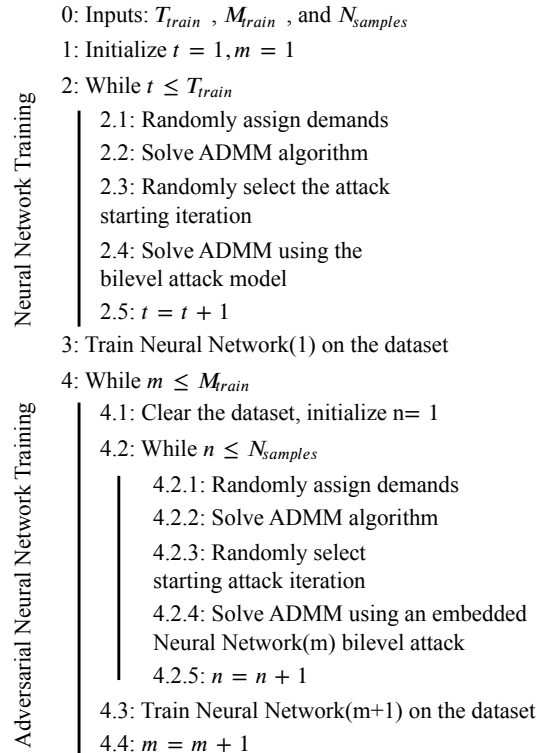 0: Inputs: T_train , M_train , and N_samples
1: Initialize t = 1, m = 1
2: While t ≤ T_train
Neural Network Training
2.1: Randomly assign demands
2.2: Solve ADMM algorithm
2.3: Randomly select the attack
starting iteration
2.4: Solve ADMM using the
bilevel attack model
2.5: t = t + 1
3: Train Neural Network(1) on the dataset
4: While m ≤ M_train
Adversarial Neural Network Training
4.1: Clear the dataset, initialize n= 1
4.2: While n ≤ N_samples
4.2.1: Randomly assign demands
4.2.2: Solve ADMM algorithm
4.2.3: Randomly select
starting attack iteration
4.2.4: Solve ADMM using an embedded
Neural Network(m) bilevel attack
4.2.5: n = n + 1
4.3: Train Neural Network(m+1) on the dataset
4.4: m = m + 1